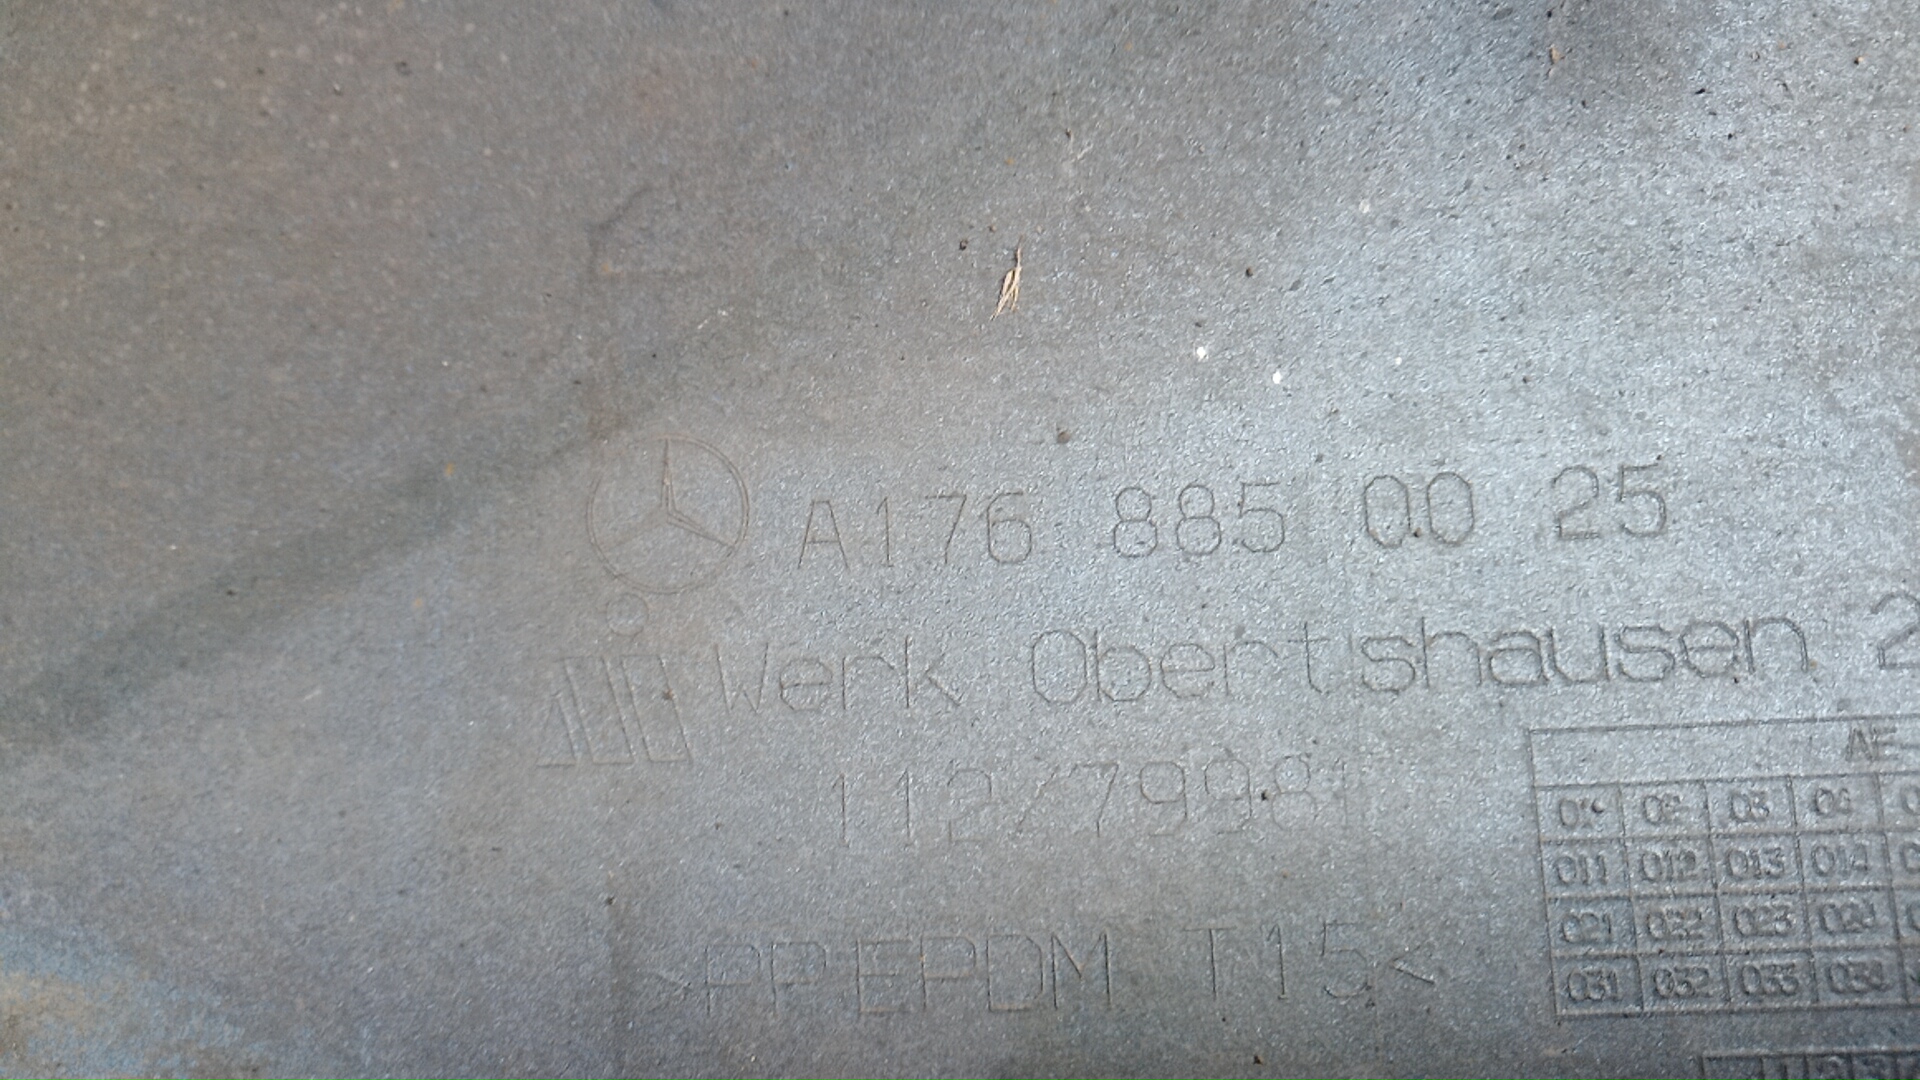 A176 885 00 25
Werk Obertshausen 2
112/79981
>PP EPDM T15<
AE
01 02 03 04
011 012 013 014
021 022 023 024
031 032 033 034